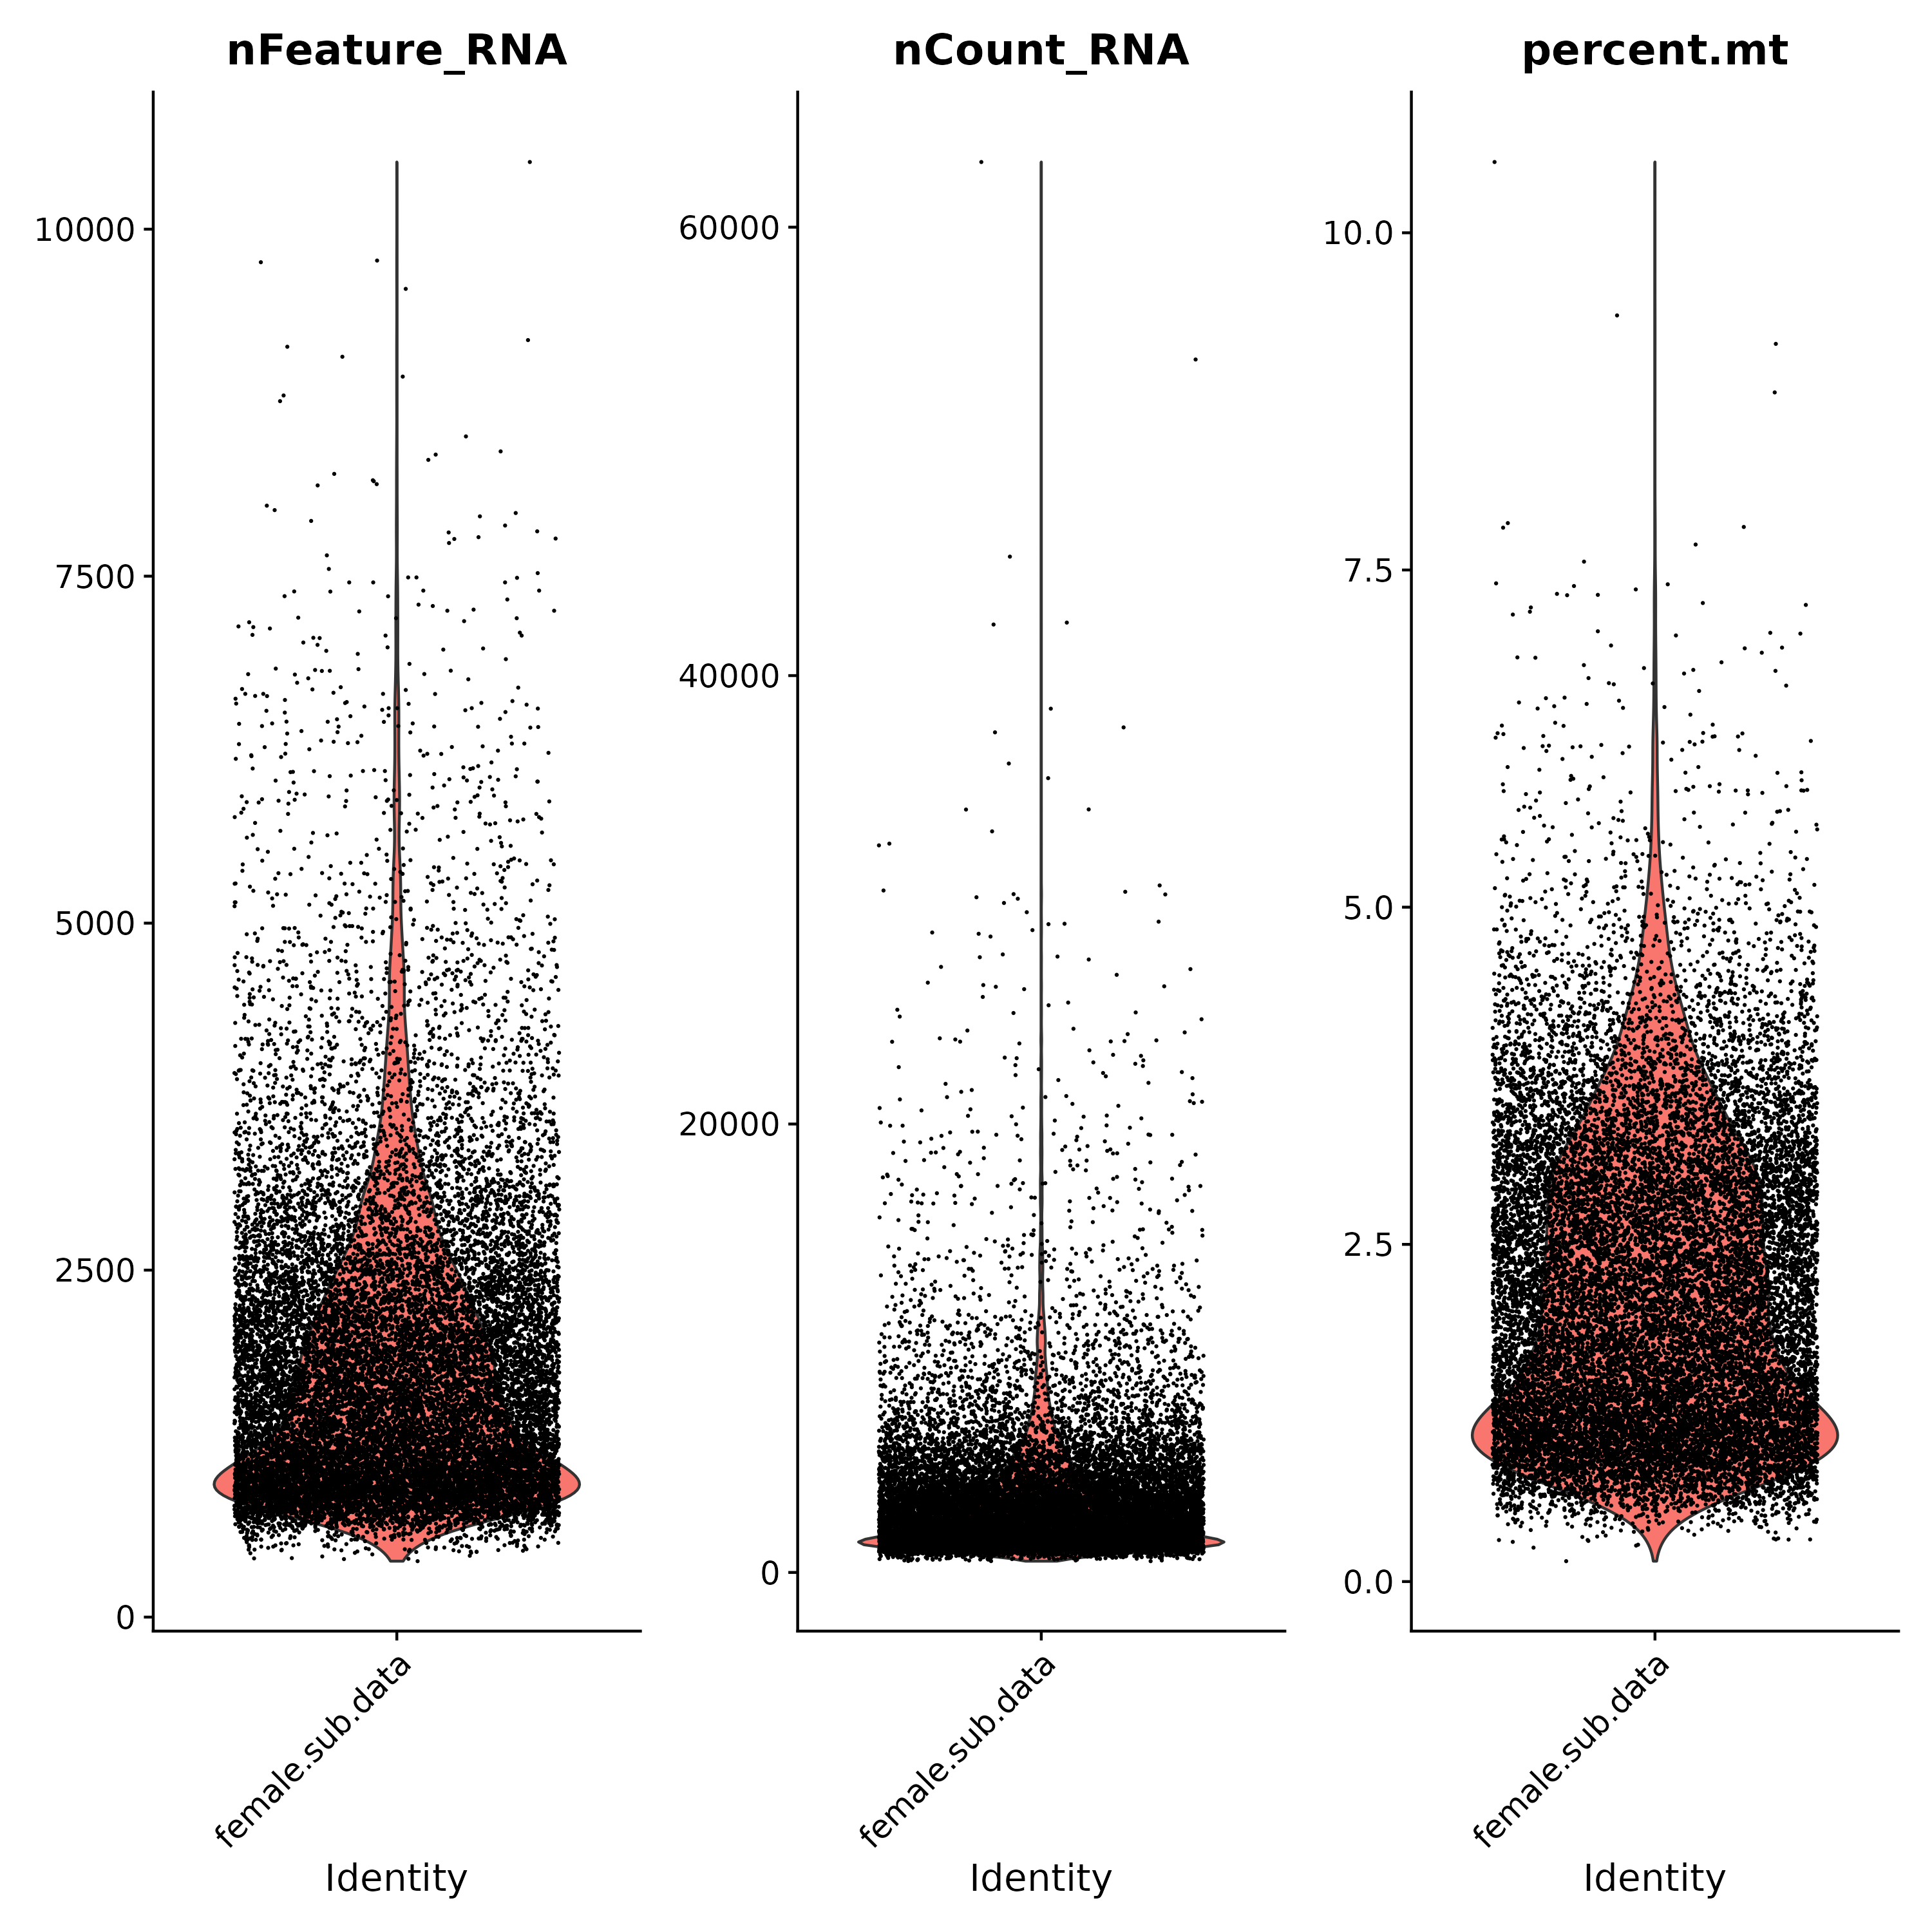 nFeature_RNA
10000
7500
5000
2500
0
female.sub.data
Identity
nCount_RNA
60000
40000
20000
0
female.sub.data
Identity
percent.mt
10.0
7.5
5.0
2.5
0.0
female.sub.data
Identity